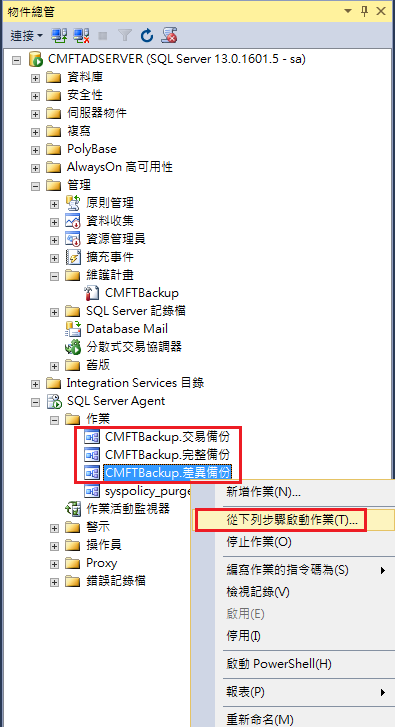 物件總管
連接
CMFTADSERVER (SQL Server 13.0.1601.5 - sa)
資料庫
安全性
伺服器物件
複寫
PolyBase
AlwaysOn 高可用性
管理
原則管理
資料收集
資源管理員
擴充事件
維護計畫
CMFTBackup
SQL Server 記錄檔
Database Mail
分散式交易協調器
舊版
Integration Services 目錄
SQL Server Agent
作業
CMFTBackup.交易備份
CMFTBackup.完整備份
CMFTBackup.差異備份
syspolicy_purge
作業活動監視器
警示
操作員
Proxy
錯誤記錄檔
新增作業(N)...
從下列步驟啟動作業(T)...
停止作業(O)
編寫作業的指令碼為(S)
檢視記錄(V)
啟用(E)
停用(I)
啟動 PowerShell(H)
報表(P)
重新命名(M)